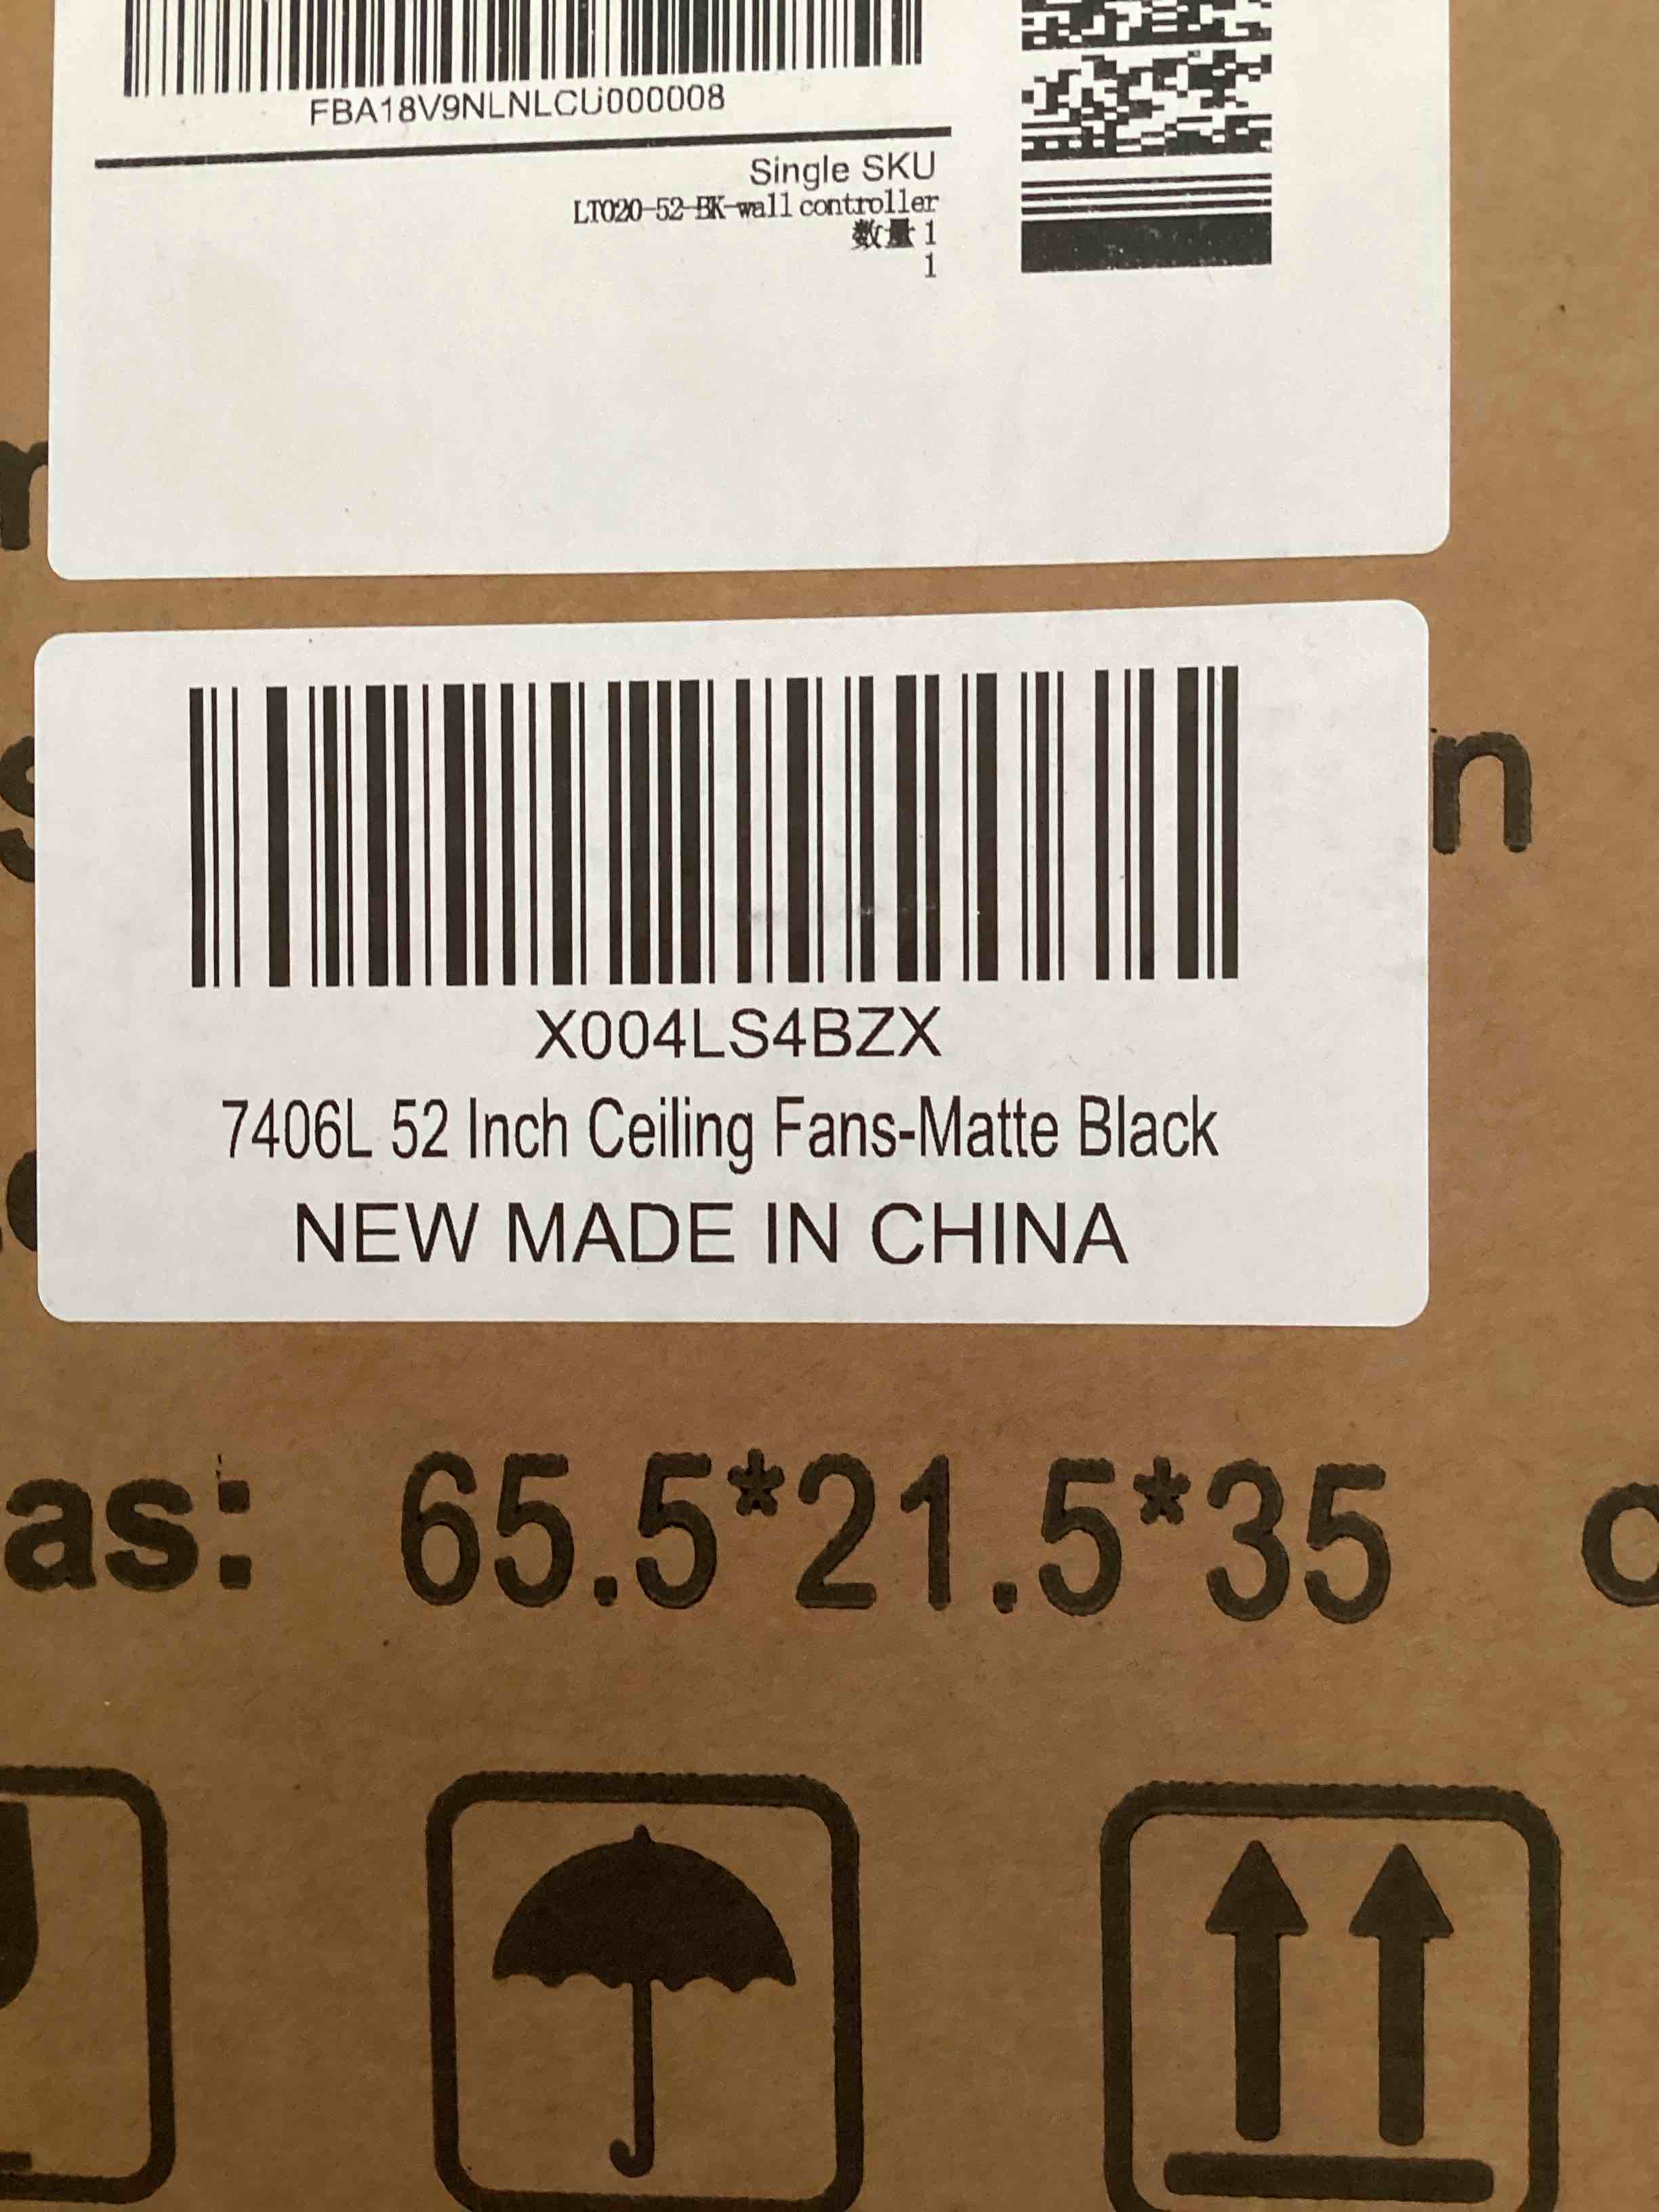 FBA18V9NLNLCU000008
Single SKU
LT020-52-BK-wall controller
数量 1
1
n
X004LS4BZX
7406L 52 Inch Ceiling Fans-Matte Black
NEW MADE IN CHINA
as: 65.5*21.5*35